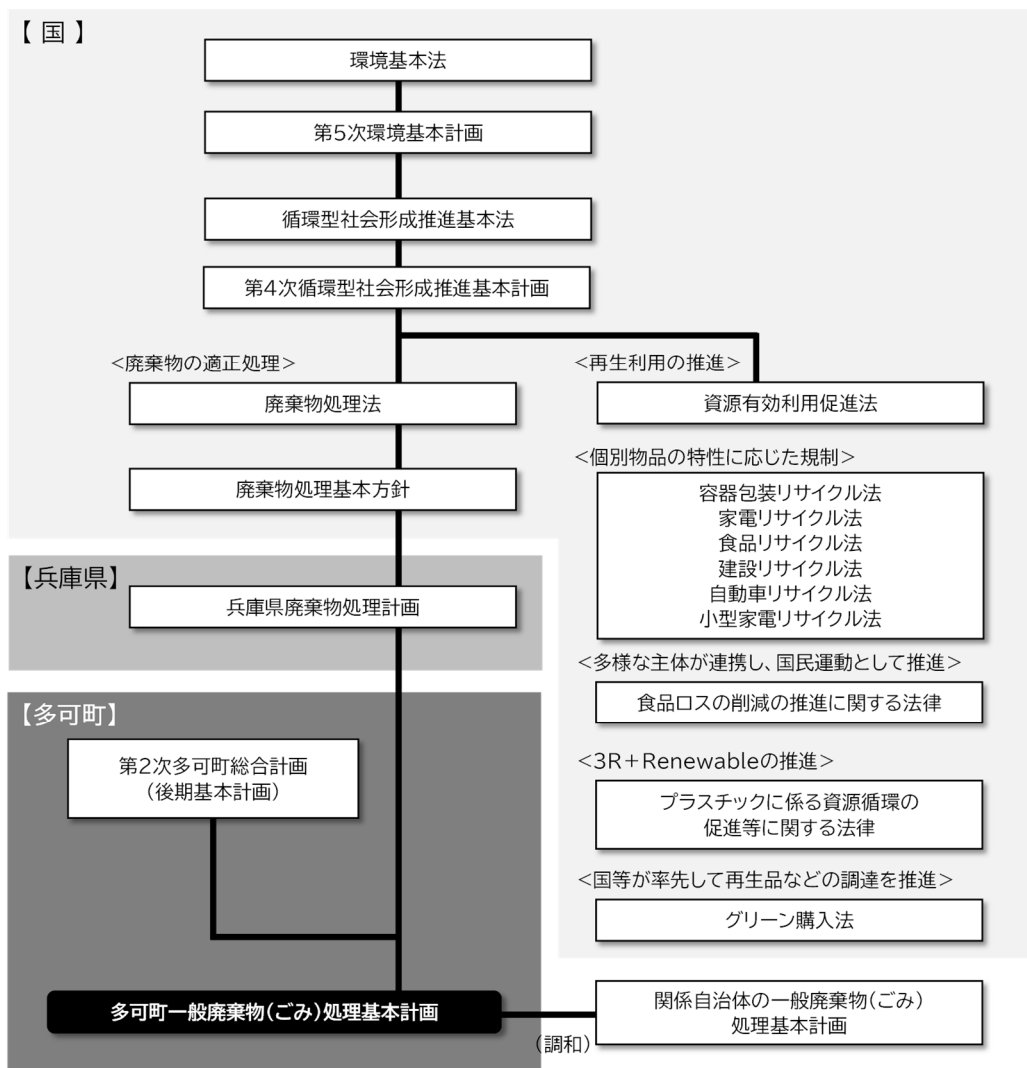 【 国 】
環境基本法
第5次環境基本計画
循環型社会形成推進基本法
第4次循環型社会形成推進基本計画
<廃棄物の適正処理>
廃棄物処理法
廃棄物処理基本方針
<再生利用の推進>
資源有効利用促進法
<個別物品の特性に応じた規制>
容器包装リサイクル法
家電リサイクル法
食品リサイクル法
建設リサイクル法
自動車リサイクル法
小型家電リサイクル法
<多様な主体が連携し、国民運動として推進>
食品ロスの削減の推進に関する法律
<3R+Renewableの推進>
プラスチックに係る資源循環の
促進等に関する法律
<国等が率先して再生品などの調達を推進>
グリーン購入法
【兵庫県】
兵庫県廃棄物処理計画
【多可町】
第2次多可町総合計画
(後期基本計画)
多可町一般廃棄物(ごみ)処理基本計画
(調和)
関係自治体の一般廃棄物(ごみ)
処理基本計画